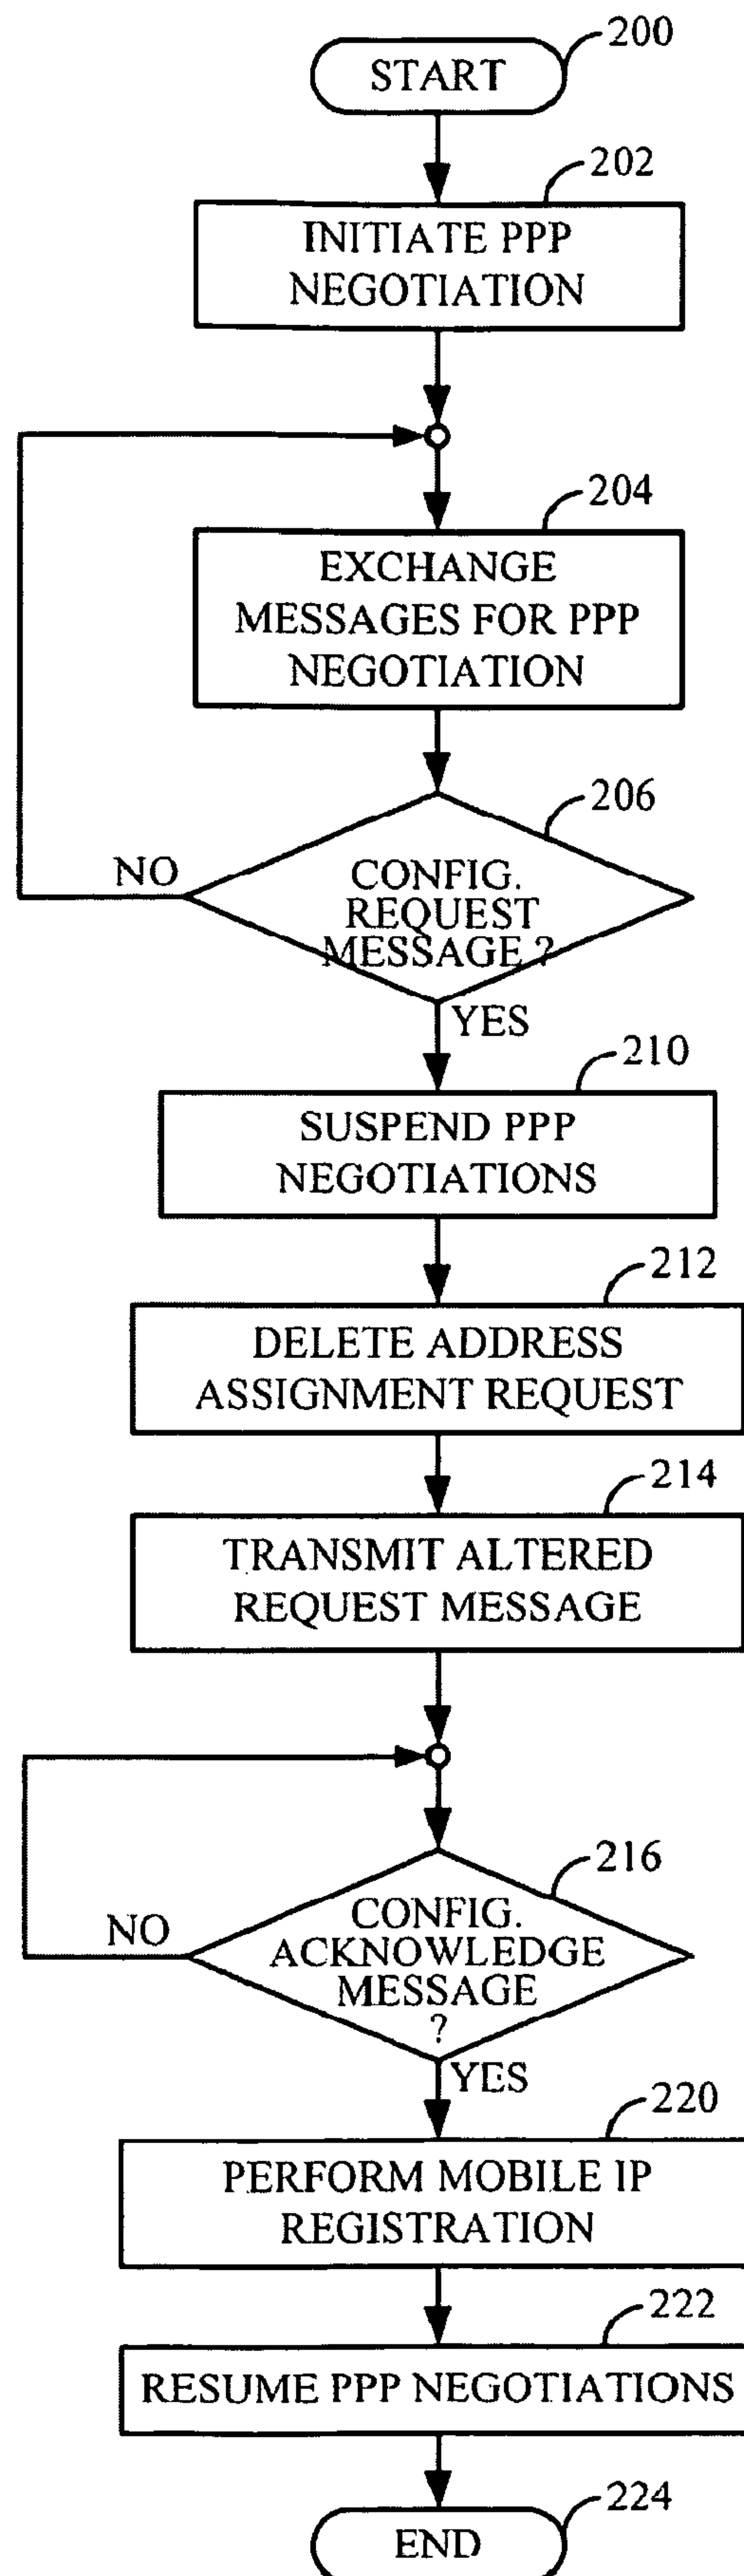 200
START
202
INITIATE PPP
NEGOTIATION
204
EXCHANGE
MESSAGES FOR PPP
NEGOTIATION
206
NO
CONFIG.
REQUEST
MESSAGE ?
YES
210
SUSPEND PPP
NEGOTIATIONS
212
DELETE ADDRESS
ASSIGNMENT REQUEST
214
TRANSMIT ALTERED
REQUEST MESSAGE
216
NO
CONFIG.
ACKNOWLEDGE
MESSAGE
?
YES
220
PERFORM MOBILE IP
REGISTRATION
222
RESUME PPP NEGOTIATIONS
224
END